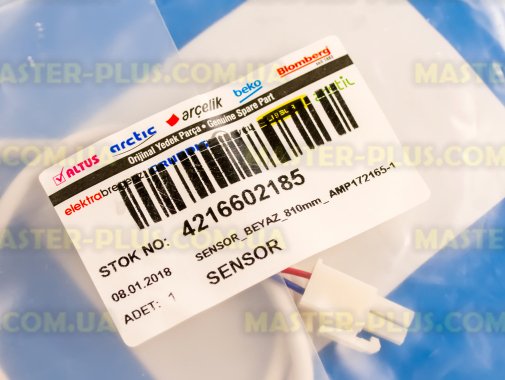 MASTER-PLUS.COM.UA
ALTUS arctic arçelik beko Blomberg
Orijinal Yedek Parça • Genuine Spare Part
elektrabregenz
STOK NO: 4216602185
SENSOR_BEYAZ_810mm_AMP172165-1
08.01.2018 SENSOR
ADET: 1